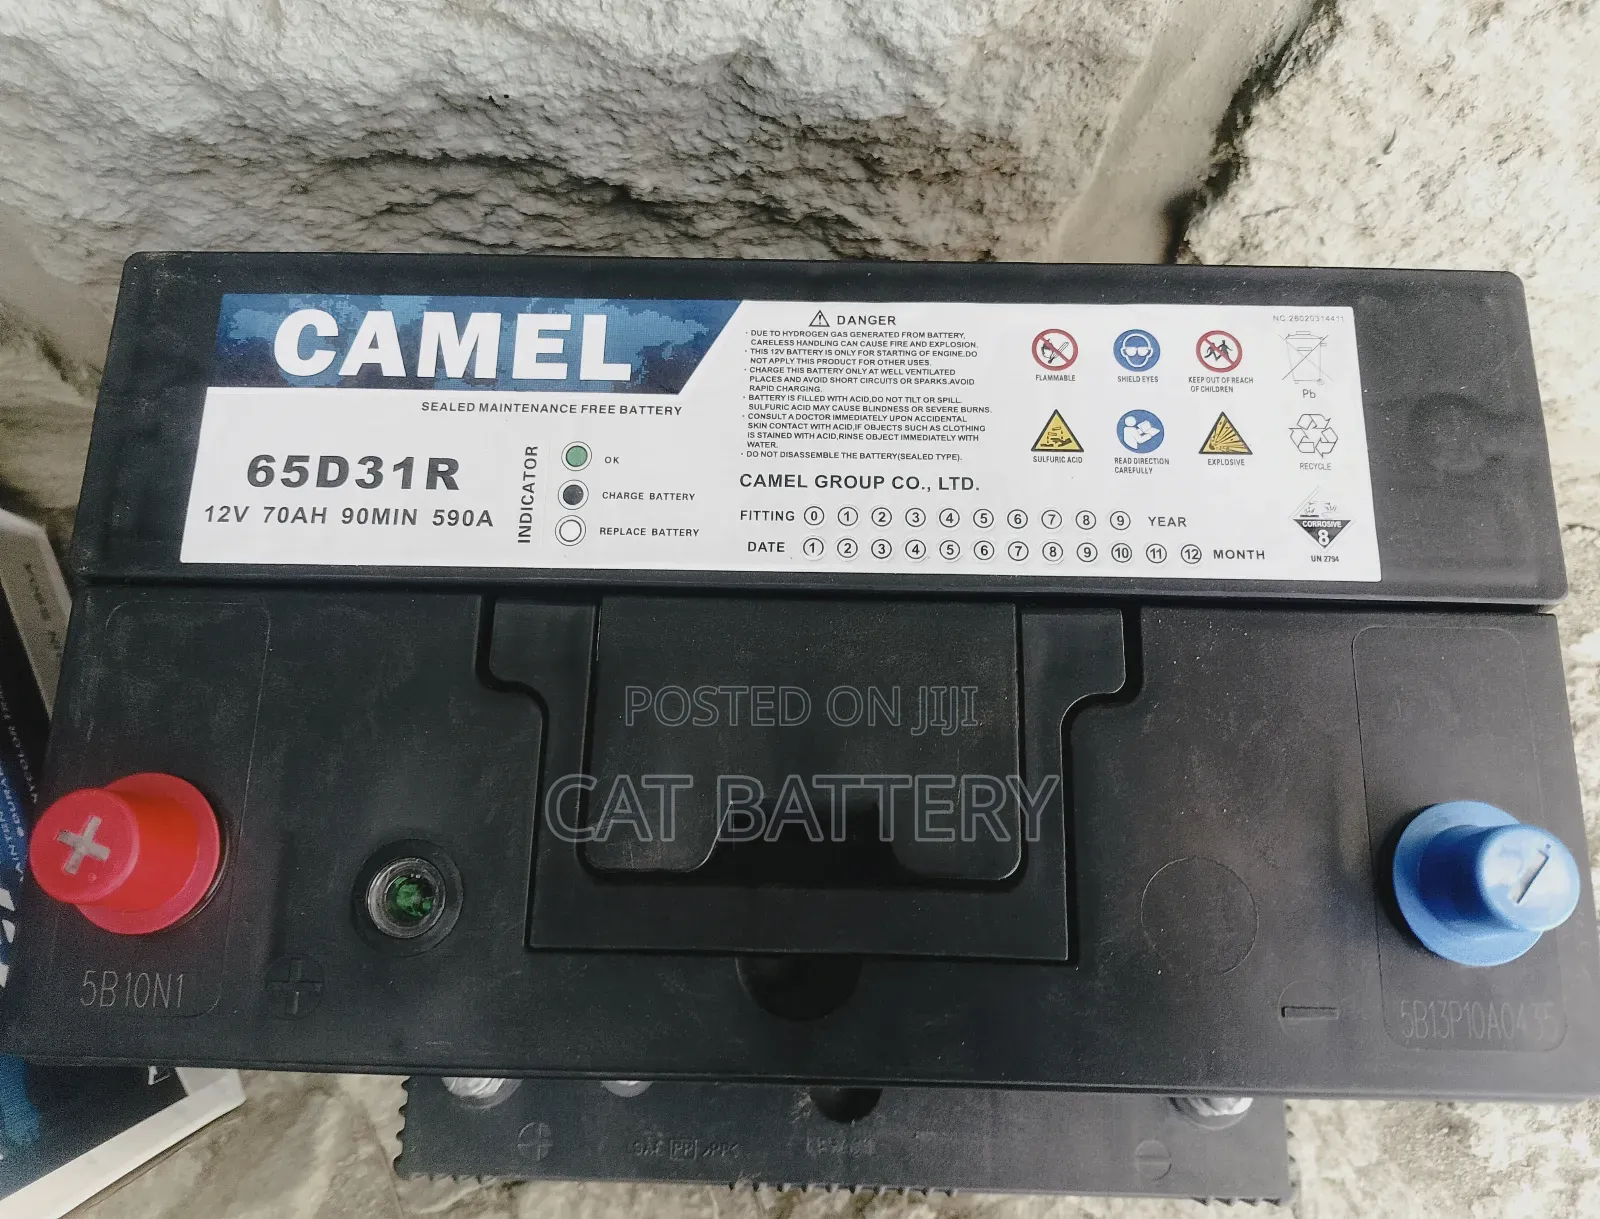 CAMEL
SEALED MAINTENANCE FREE BATTERY
65D31R
12V 70AH 90MIN 590A
INDICATOR
OK
CHARGE BATTERY
REPLACE BATTERY
DANGER
· DUE TO HYDROGEN GAS GENERATED FROM BATTERY,
CARELESS HANDLING CAN CAUSE FIRE AND EXPLOSION.
· THIS 12V BATTERY IS ONLY FOR STARTING OF ENGINE.DO
NOT APPLY THIS PRODUCT FOR OTHER USES.
· CHARGE THIS BATTERY ONLY AT WELL VENTILATED
PLACES AND AVOID SHORT CIRCUITS OR SPARKS.AVOID
RAPID CHARGING.
· BATTERY IS FILLED WITH ACID,DO NOT TILT OR SPILL.
SULFURIC ACID MAY CAUSE BLINDNESS OR SEVERE BURNS.
· CONSULT A DOCTOR IMMEDIATELY UPON ACCIDENTAL
SKIN CONTACT WITH ACID,IF OBJECTS SUCH AS CLOTHING
IS STAINED WITH ACID,RINSE OBJECT IMMEDIATELY WITH
WATER.
· DO NOT DISASSEMBLE THE BATTERY(SEALED TYPE).
CAMEL GROUP CO., LTD.
FITTING 0 1 2 3 4 5 6 7 8 9 YEAR
DATE 1 2 3 4 5 6 7 8 9 10 11 12 MONTH
NC 28020314411
FLAMMABLE
SHIELD EYES
KEEP OUT OF REACH
OF CHILDREN
Pb
SULFURIC ACID
READ DIRECTION
CAREFULLY
EXPLOSIVE
RECYCLE
CORROSIVE
8
UN 2794
POSTED ON JIJI
CAT BATTERY
+
5B10N1
+
−
−